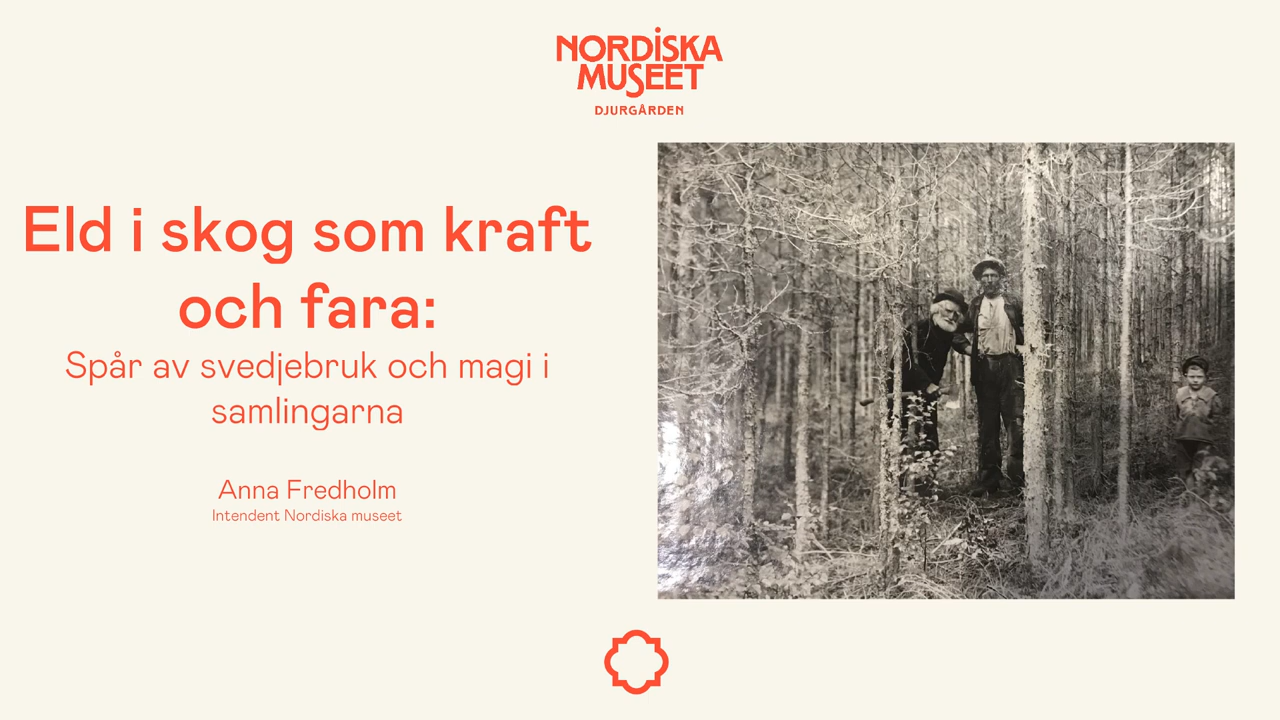 NORDISKA
MUSEET
DJURGÅRDEN
Eld i skog som kraft
och fara:
Spår av svedjebruk och magi i
samlingarna
Anna Fredholm
Intendent Nordiska museet